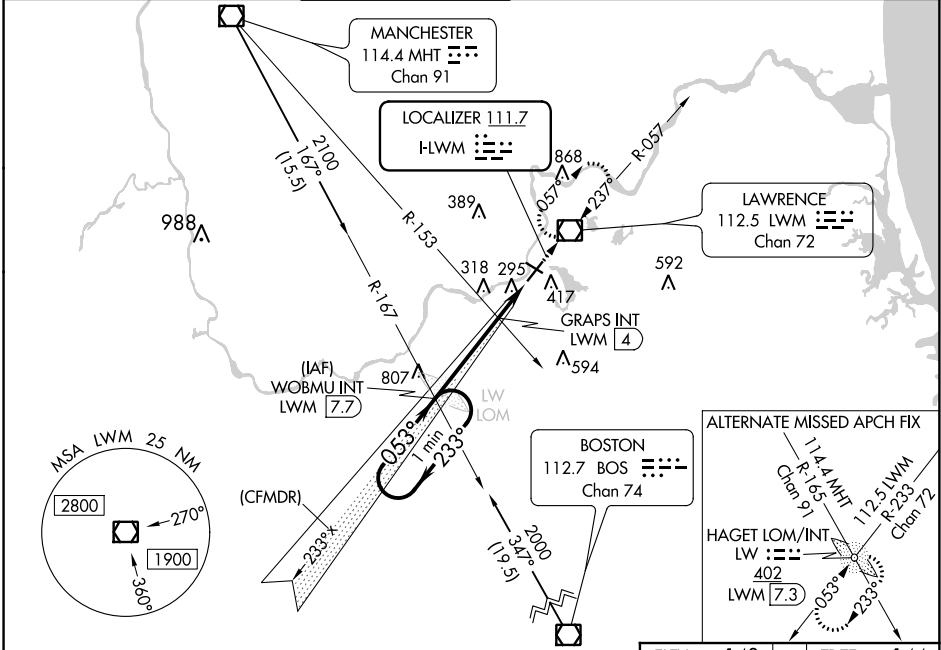 MANCHESTER
114.4 MHT
Chan 91
LOCALIZER 111.7
I-LWM
2100
167°
(15.5)
R-153
R-167
988
389
868
057°
237°
R-057
LAWRENCE
112.5 LWM
Chan 72
318
295
417
592
GRAPS INT
LWM 4
594
807
(IAF)
WOBMU INT
LWM 7.7
LW
LOM
053°
1 min
233°
(CFMDR)
233°
x
MSA LWM 25 NM
2800
1900
270°
360°
BOSTON
112.7 BOS
Chan 74
2000
347°
(19.5)
ALTERNATE MISSED APCH FIX
114.4 MHT
R-165
Chan 91
112.5 LWM
R-233
Chan 72
HAGET LOM/INT
LW
402
LWM 7.3
053°
233°